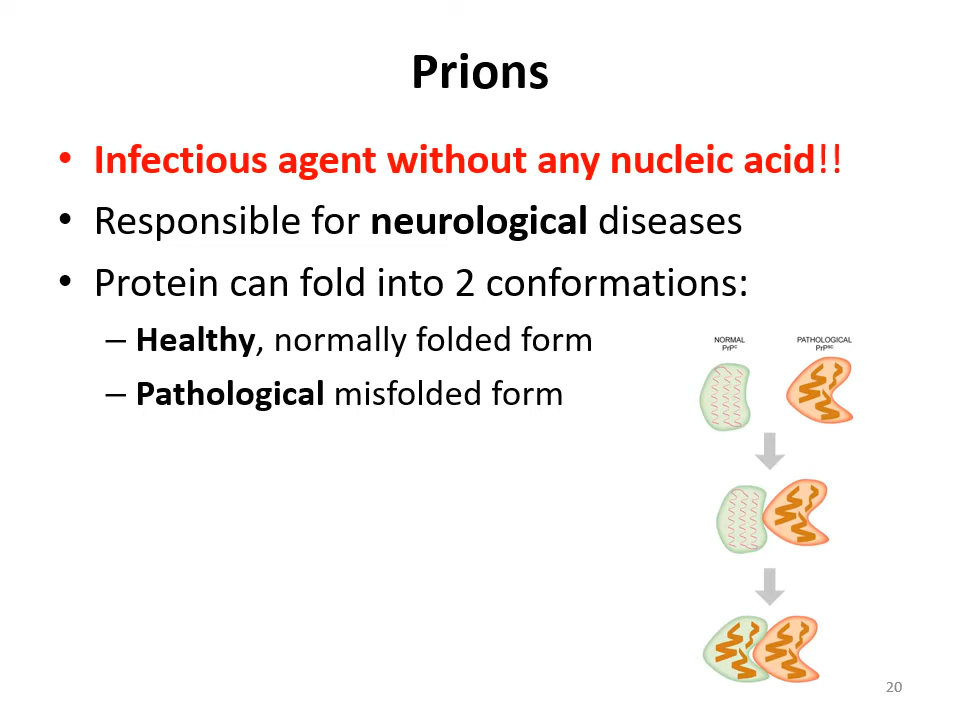 Prions
• Infectious agent without any nucleic acid!!
• Responsible for neurological diseases
• Protein can fold into 2 conformations:
– Healthy, normally folded form
– Pathological misfolded form
NORMAL
PrPᶜ
PATHOLOGICAL
PrPˢᶜ
20